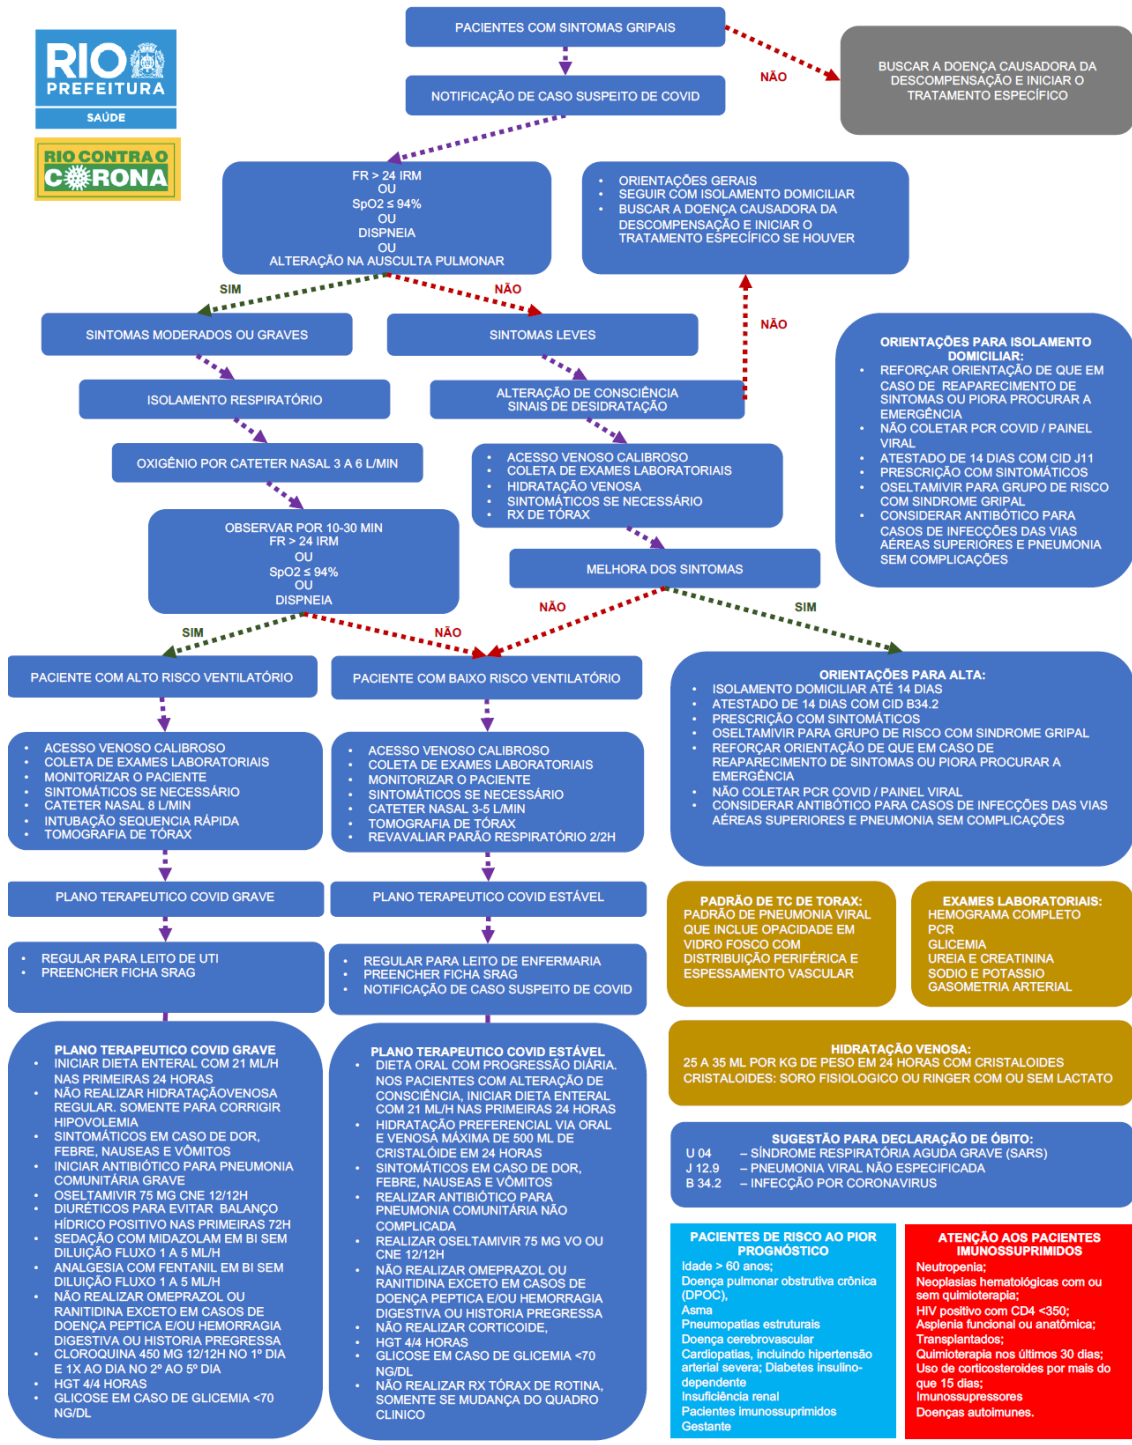 RIO
PREFEITURA
SAÚDE
RIO CONTRA O
CORONA
PACIENTES COM SINTOMAS GRIPAIS
NÃO
BUSCAR A DOENÇA CAUSADORA DA
DESCOMPENSAÇÃO E INICIAR O
TRATAMENTO ESPECÍFICO
NOTIFICAÇÃO DE CASO SUSPEITO DE COVID
FR > 24 IRM
OU
SpO2 ≤ 94%
OU
DISPNEIA
OU
ALTERAÇÃO NA AUSCULTA PULMONAR
• ORIENTAÇÕES GERAIS
• SEGUIR COM ISOLAMENTO DOMICILIAR
• BUSCAR A DOENÇA CAUSADORA DA
DESCOMPENSAÇÃO E INICIAR O
TRATAMENTO ESPECÍFICO SE HOUVER
SIM
NÃO
NÃO
SINTOMAS MODERADOS OU GRAVES
SINTOMAS LEVES
ISOLAMENTO RESPIRATÓRIO
ALTERAÇÃO DE CONSCIÊNCIA
SINAIS DE DESIDRATAÇÃO
OXIGÊNIO POR CATETER NASAL 3 A 6 L/MIN
• ACESSO VENOSO CALIBROSO
• COLETA DE EXAMES LABORATORIAIS
• HIDRATAÇÃO VENOSA
• SINTOMÁTICOS SE NECESSÁRIO
• RX DE TÓRAX
ORIENTAÇÕES PARA ISOLAMENTO
DOMICILIAR:
• REFORÇAR ORIENTAÇÃO DE QUE EM
CASO DE REAPARECIMENTO DE
SINTOMAS OU PIORA PROCURAR A
EMERGÊNCIA
• NÃO COLETAR PCR COVID / PAINEL
VIRAL
• ATESTADO DE 14 DIAS COM CID J11
• PRESCRIÇÃO COM SINTOMÁTICOS
• OSELTAMIVIR PARA GRUPO DE RISCO
COM SINDROME GRIPAL
• CONSIDERAR ANTIBÓTICO PARA
CASOS DE INFECÇÕES DAS VIAS
AÉREAS SUPERIORES E PNEUMONIA
SEM COMPLICAÇÕES
OBSERVAR POR 10-30 MIN
FR > 24 IRM
OU
SpO2 ≤ 94%
OU
DISPNEIA
MELHORA DOS SINTOMAS
SIM
NÃO
NÃO
SIM
PACIENTE COM ALTO RISCO VENTILATÓRIO
PACIENTE COM BAIXO RISCO VENTILATÓRIO
ORIENTAÇÕES PARA ALTA:
• ISOLAMENTO DOMICILIAR ATÉ 14 DIAS
• ATESTADO DE 14 DIAS COM CID B34.2
• PRESCRIÇÃO COM SINTOMÁTICOS
• OSELTAMIVIR PARA GRUPO DE RISCO COM SINDROME GRIPAL
• REFORÇAR ORIENTAÇÃO DE QUE EM CASO DE
REAPARECIMENTO DE SINTOMAS OU PIORA PROCURAR A
EMERGÊNCIA
• NÃO COLETAR PCR COVID / PAINEL VIRAL
• CONSIDERAR ANTIBÓTICO PARA CASOS DE INFECÇÕES DAS VIAS
AÉREAS SUPERIORES E PNEUMONIA SEM COMPLICAÇÕES
• ACESSO VENOSO CALIBROSO
• COLETA DE EXAMES LABORATORIAIS
• MONITORIZAR O PACIENTE
• SINTOMÁTICOS SE NECESSÁRIO
• CATETER NASAL 8 L/MIN
• INTUBAÇÃO SEQUENCIA RÁPIDA
• TOMOGRAFIA DE TÓRAX
• ACESSO VENOSO CALIBROSO
• COLETA DE EXAMES LABORATORIAIS
• MONITORIZAR O PACIENTE
• SINTOMÁTICOS SE NECESSÁRIO
• CATETER NASAL 3-5 L/MIN
• TOMOGRAFIA DE TÓRAX
• REVAVALIAR PARÃO RESPIRATÓRIO 2/2H
PLANO TERAPEUTICO COVID GRAVE
PLANO TERAPEUTICO COVID ESTÁVEL
• REGULAR PARA LEITO DE UTI
• PREENCHER FICHA SRAG
• REGULAR PARA LEITO DE ENFERMARIA
• PREENCHER FICHA SRAG
• NOTIFICAÇÃO DE CASO SUSPEITO DE COVID
PADRÃO DE TC DE TORAX:
PADRÃO DE PNEUMONIA VIRAL
QUE INCLUE OPACIDADE EM
VIDRO FOSCO COM
DISTRIBUIÇÃO PERIFÉRICA E
ESPESSAMENTO VASCULAR
EXAMES LABORATORIAIS:
HEMOGRAMA COMPLETO
PCR
GLICEMIA
UREIA E CREATININA
SODIO E POTASSIO
GASOMETRIA ARTERIAL
PLANO TERAPEUTICO COVID GRAVE
• INICIAR DIETA ENTERAL COM 21 ML/H
NAS PRIMEIRAS 24 HORAS
• NÃO REALIZAR HIDRATAÇÃOVENOSA
REGULAR. SOMENTE PARA CORRIGIR
HIPOVOLEMIA
• SINTOMÁTICOS EM CASO DE DOR,
FEBRE, NAUSEAS E VÔMITOS
• INICIAR ANTIBIÓTICO PARA PNEUMONIA
COMUNITÁRIA GRAVE
• OSELTAMIVIR 75 MG CNE 12/12H
• DIURÉTICOS PARA EVITAR BALANÇO
HÍDRICO POSITIVO NAS PRIMEIRAS 72H
• SEDAÇÃO COM MIDAZOLAM EM BI SEM
DILUIÇÃO FLUXO 1 A 5 ML/H
• ANALGESIA COM FENTANIL EM BI SEM
DILUIÇÃO FLUXO 1 A 5 ML/H
• NÃO REALIZAR OMEPRAZOL OU
RANITIDINA EXCETO EM CASOS DE
DOENÇA PEPTICA E/OU HEMORRAGIA
DIGESTIVA OU HISTORIA PREGRESSA
• CLOROQUINA 450 MG 12/12H NO 1º DIA
E 1X AO DIA NO 2º AO 5º DIA
• HGT 4/4 HORAS
• GLICOSE EM CASO DE GLICEMIA <70
NG/DL
PLANO TERAPEUTICO COVID ESTÁVEL
• DIETA ORAL COM PROGRESSÃO DIÁRIA.
NOS PACIENTES COM ALTERAÇÃO DE
CONSCIÊNCIA, INICIAR DIETA ENTERAL
COM 21 ML/H NAS PRIMEIRAS 24 HORAS
• HIDRATAÇÃO PREFERENCIAL VIA ORAL
E VENOSA MÁXIMA DE 500 ML DE
CRISTALÓIDE EM 24 HORAS
• SINTOMÁTICOS EM CASO DE DOR,
FEBRE, NAUSEAS E VÔMITOS
• REALIZAR ANTIBIÓTICO PARA
PNEUMONIA COMUNITÁRIA NÃO
COMPLICADA
• REALIZAR OSELTAMIVIR 75 MG VO OU
CNE 12/12H
• NÃO REALIZAR OMEPRAZOL OU
RANITIDINA EXCETO EM CASOS DE
DOENÇA PEPTICA E/OU HEMORRAGIA
DIGESTIVA OU HISTORIA PREGRESSA
• NÃO REALIZAR CORTICOIDE,
• HGT 4/4 HORAS
• GLICOSE EM CASO DE GLICEMIA <70
NG/DL
• NÃO REALIZAR RX TÓRAX DE ROTINA,
SOMENTE SE MUDANÇA DO QUADRO
CLINICO
HIDRATAÇÃO VENOSA:
25 A 35 ML POR KG DE PESO EM 24 HORAS COM CRISTALOIDES
CRISTALOIDES: SORO FISIOLOGICO OU RINGER COM OU SEM LACTATO
SUGESTÃO PARA DECLARAÇÃO DE ÓBITO:
U 04 – SÍNDROME RESPIRATÓRIA AGUDA GRAVE (SARS)
J 12.9 – PNEUMONIA VIRAL NÃO ESPECIFICADA
B 34.2 – INFECÇÃO POR CORONAVIRUS
PACIENTES DE RISCO AO PIOR
PROGNÓSTICO
Idade > 60 anos;
Doença pulmonar obstrutiva crônica
(DPOC),
Asma
Pneumopatias estruturais
Doença cerebrovascular
Cardiopatias, incluindo hipertensão
arterial severa; Diabetes insulino-
dependente
Insuficiência renal
Pacientes imunossuprimidos
Gestante
ATENÇÃO AOS PACIENTES
IMUNOSSUPRIMIDOS
Neutropenia;
Neoplasias hematológicas com ou
sem quimioterapia;
HIV positivo com CD4 <350;
Asplenia funcional ou anatômica;
Transplantados;
Quimioterapia nos últimos 30 dias;
Uso de corticosteroides por mais do
que 15 dias;
Imunossupressores
Doenças autoimunes.